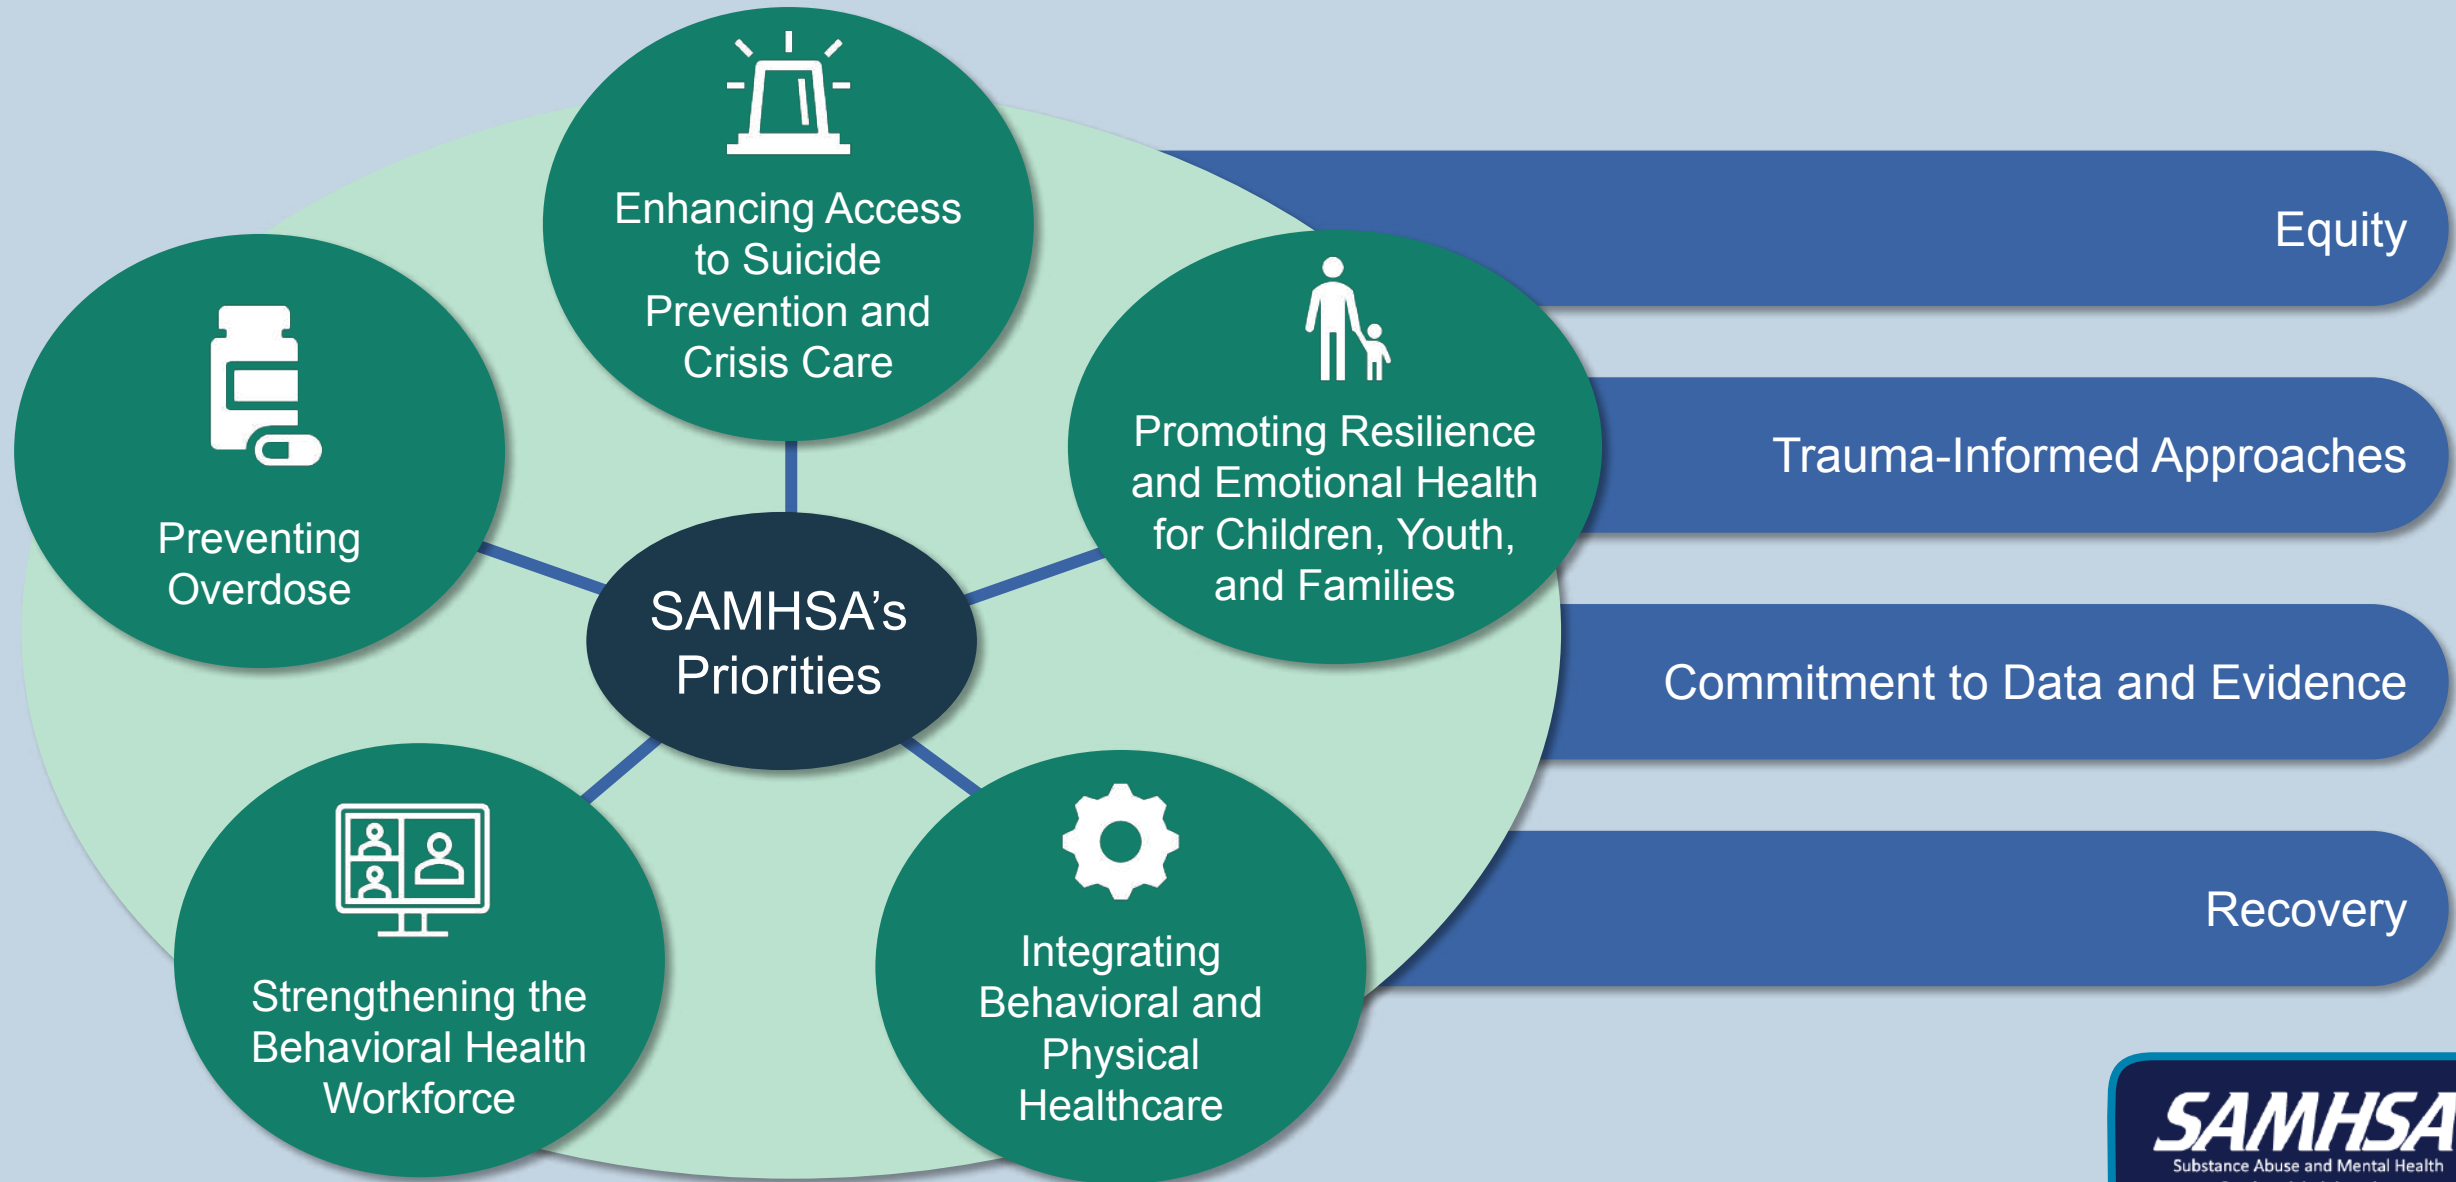 Enhancing Access
to Suicide
Prevention and
Crisis Care
Preventing
Overdose
Promoting Resilience
and Emotional Health
for Children, Youth,
and Families
SAMHSA’s
Priorities
Strengthening the
Behavioral Health
Workforce
Integrating
Behavioral and
Physical
Healthcare
Equity
Trauma-Informed Approaches
Commitment to Data and Evidence
Recovery
SAMHSA
Substance Abuse and Mental Health